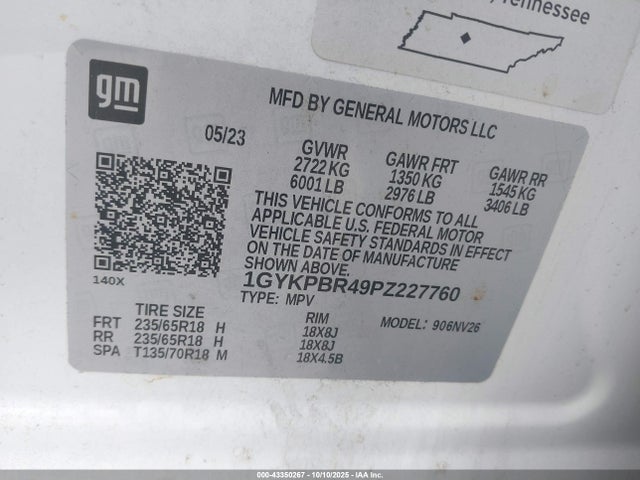 Tennessee
gm
MFD BY GENERAL MOTORS LLC
05/23
GVWR
2722 KG
6001 LB
GAWR FRT
1350 KG
2976 LB
GAWR RR
1545 KG
3406 LB
THIS VEHICLE CONFORMS TO ALL
APPLICABLE U.S. FEDERAL MOTOR
VEHICLE SAFETY STANDARDS IN EFFECT
ON THE DATE OF MANUFACTURE
SHOWN ABOVE.
140X
1GYKPBR49PZ227760
TYPE: MPV
TIRE SIZE
RIM
MODEL: 906NV26
FRT 235/65R18 H 18X8J
RR 235/65R18 H 18X8J
SPA T135/70R18 M 18X4.5B
000-43350267 - 10/10/2025 - IAAI.COM